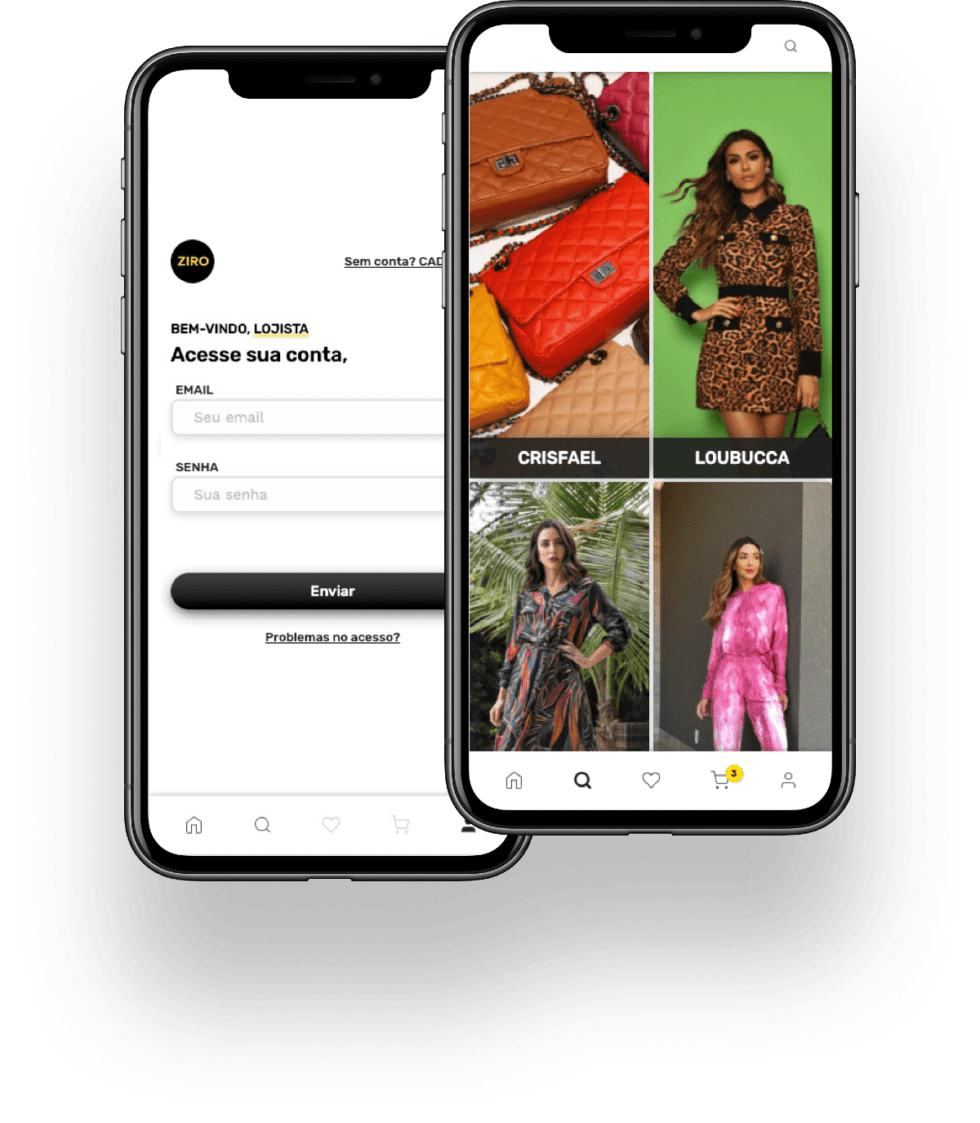 ZIRO
Sem conta? CAD
BEM-VINDO, LOJISTA
Acesse sua conta,
EMAIL
Seu email
SENHA
Sua senha
Enviar
Problemas no acesso?
CRISFAEL
LOUBUCCA
3